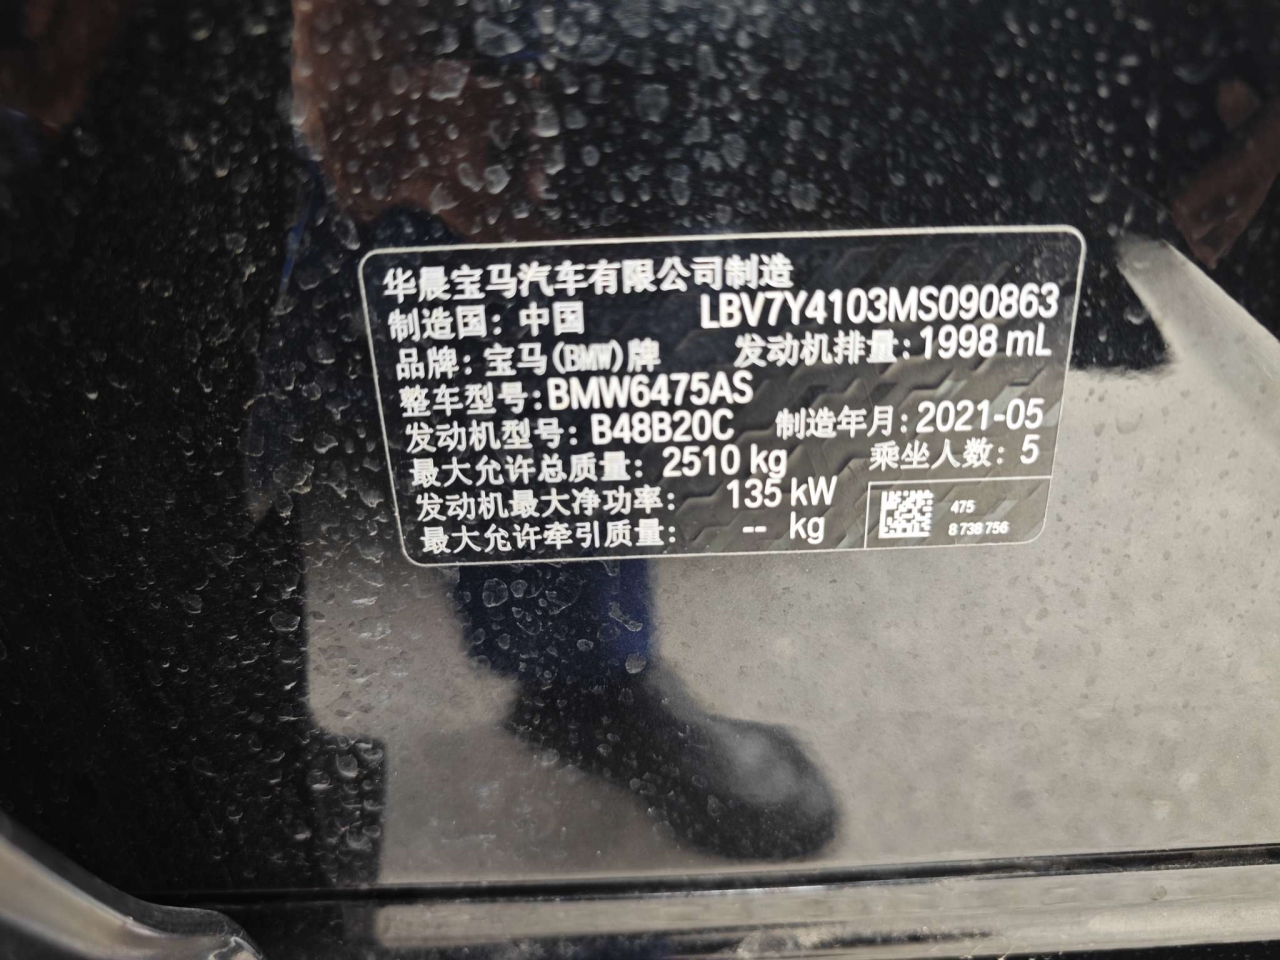 华晨宝马汽车有限公司制造
制造国: 中国 LBV7Y4103MS090863
品牌: 宝马(BMW)牌 发动机排量: 1998 mL
整车型号: BMW6475AS
发动机型号: B48B20C 制造年月: 2021-05
最大允许总质量: 2510 kg 乘坐人数: 5
发动机最大净功率: 135 kW
最大允许牵引质量: -- kg
475
8 738 756